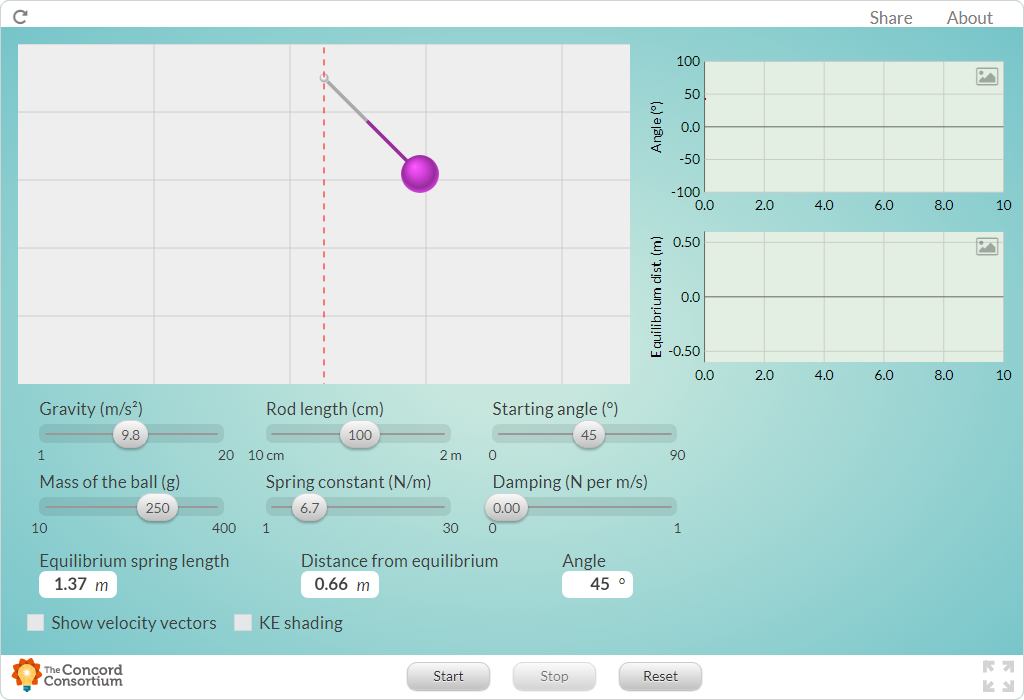 Share About
100
50
0.0
-50
-100
Angle (°)
0.0 2.0 4.0 6.0 8.0 10
0.50
0.0
-0.50
Equilibrium dist. (m)
0.0 2.0 4.0 6.0 8.0 10
Gravity (m/s²) Rod length (cm) Starting angle (°)
9.8 100 45
1 20 10 cm 2 m 0 90
Mass of the ball (g) Spring constant (N/m) Damping (N per m/s)
250 6.7 0.00
10 400 1 30 0 1
Equilibrium spring length Distance from equilibrium Angle
1.37 m 0.66 m 45 °
Show velocity vectors KE shading
The Concord
Consortium
Start Stop Reset